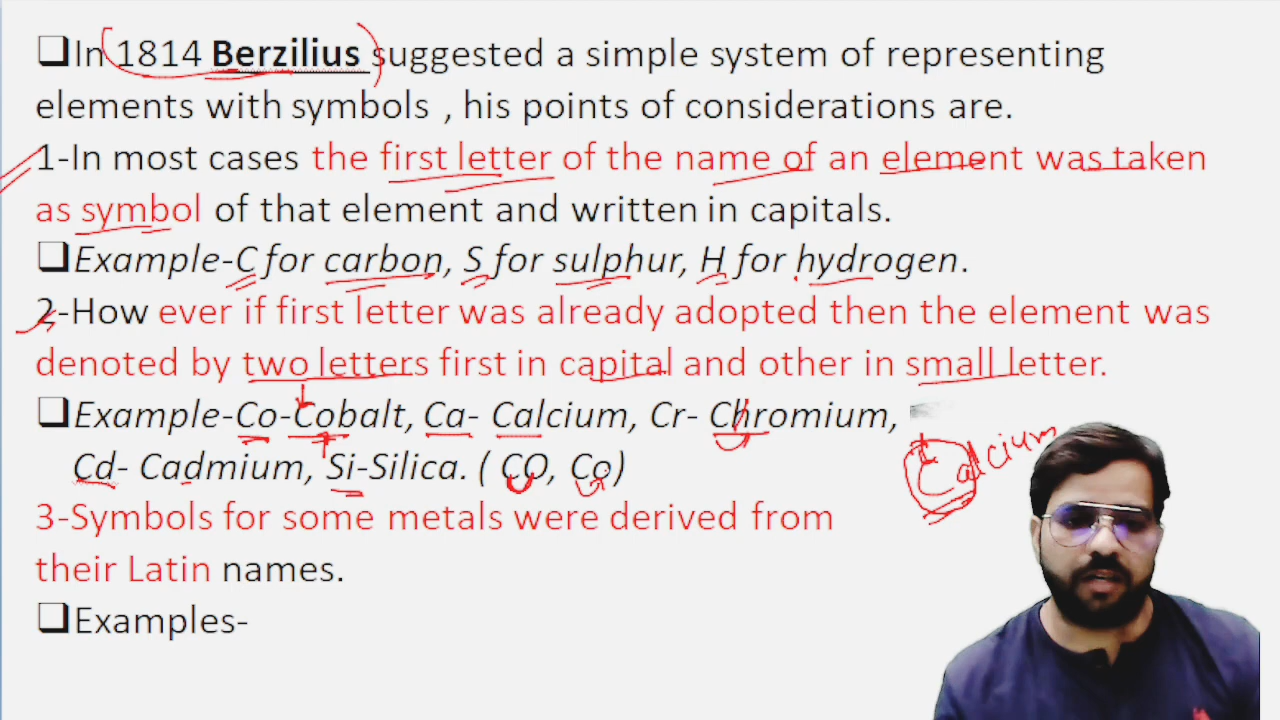 ❑In 1814 Berzilius suggested a simple system of representing
elements with symbols , his points of considerations are.
1-In most cases the first letter of the name of an element was taken
as symbol of that element and written in capitals.
❑Example-C for carbon, S for sulphur, H for hydrogen.
2-How ever if first letter was already adopted then the element was
denoted by two letters first in capital and other in small letter.
❑Example-Co-Cobalt, Ca- Calcium, Cr- Chromium,
Cd- Cadmium, Si-Silica. ( CO, Co)
Calcium
3-Symbols for some metals were derived from
their Latin names.
❑Examples-